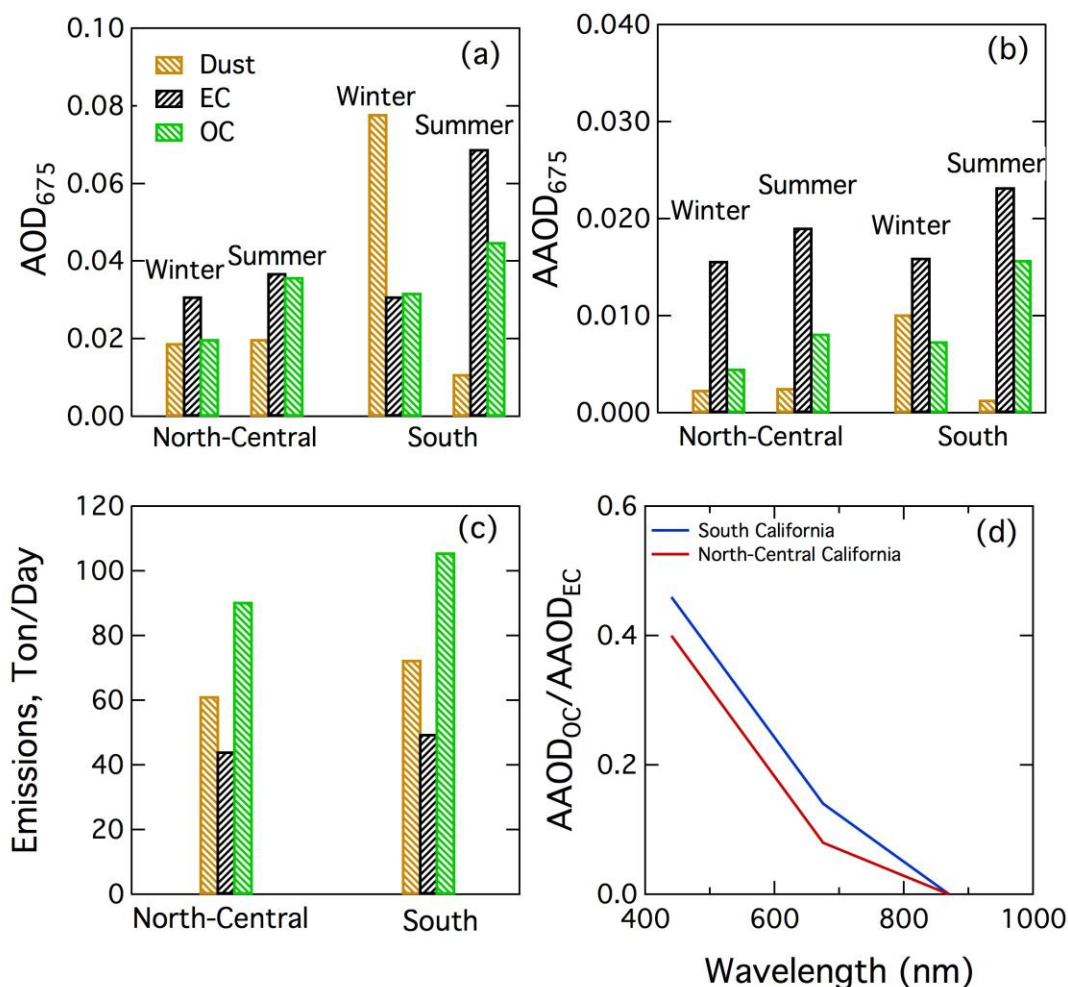 (a)
0.10
0.08
0.06
0.04
0.02
0.00
AOD675
Dust
EC
OC
Winter
Summer
Winter
Summer
North-Central
South
(b)
0.040
0.030
0.020
0.010
0.000
AAOD675
Winter
Summer
Winter
Summer
North-Central
South
(c)
120
100
80
60
40
20
0
Emissions, Ton/Day
North-Central
South
(d)
0.6
0.4
0.2
0.0
AAODOC/AAODEC
South California
North-Central California
400
600
800
1000
Wavelength (nm)